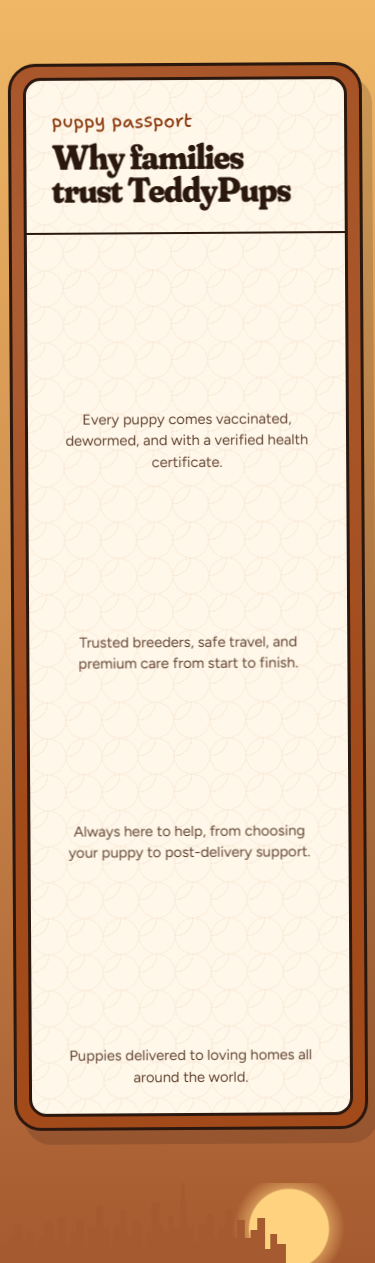 puppy passport
Why families
trust TeddyPups
Every puppy comes vaccinated,
dewormed, and with a verified health
certificate.
Trusted breeders, safe travel, and
premium care from start to finish.
Always here to help, from choosing
your puppy to post-delivery support.
Puppies delivered to loving homes all
around the world.